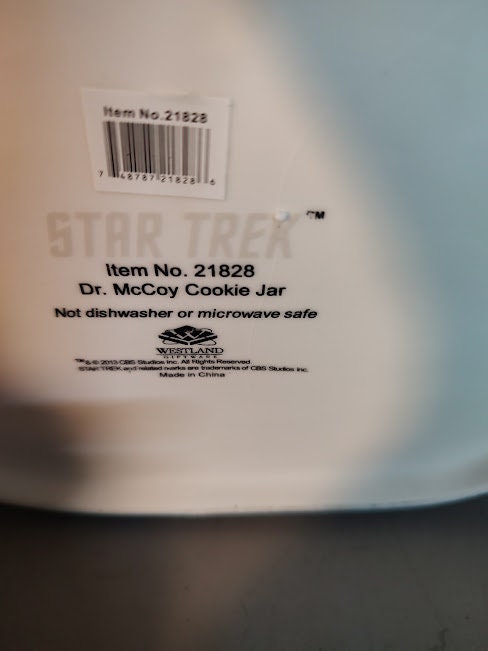 Item No.21828
7 48787 21828 6
STAR TREK ™
Item No. 21828
Dr. McCoy Cookie Jar
Not dishwasher or microwave safe
WESTLAND
GIFTWARE
™ & © 2013 CBS Studios Inc. All Rights Reserved.
STAR TREK and related marks are trademarks of CBS Studios Inc.
Made in China